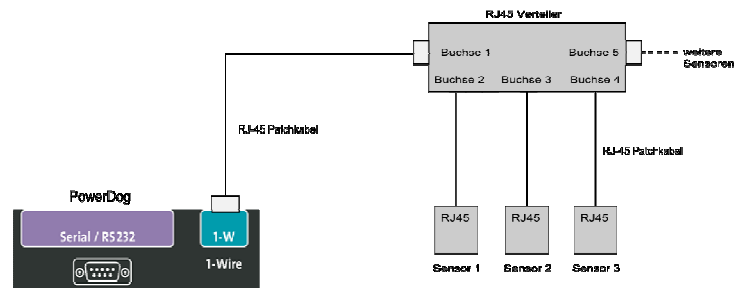 RJ45 Verteiler
Buchse 1
Buchse 5
weitere
Sensoren
Buchse 2
Buchse 3
Buchse 4
RJ-45 Patchkabel
RJ-45 Patchkabel
PowerDog
Serial / RS232
1-W
1-Wire
RJ45
RJ45
RJ45
Sensor 1
Sensor 2
Sensor 3